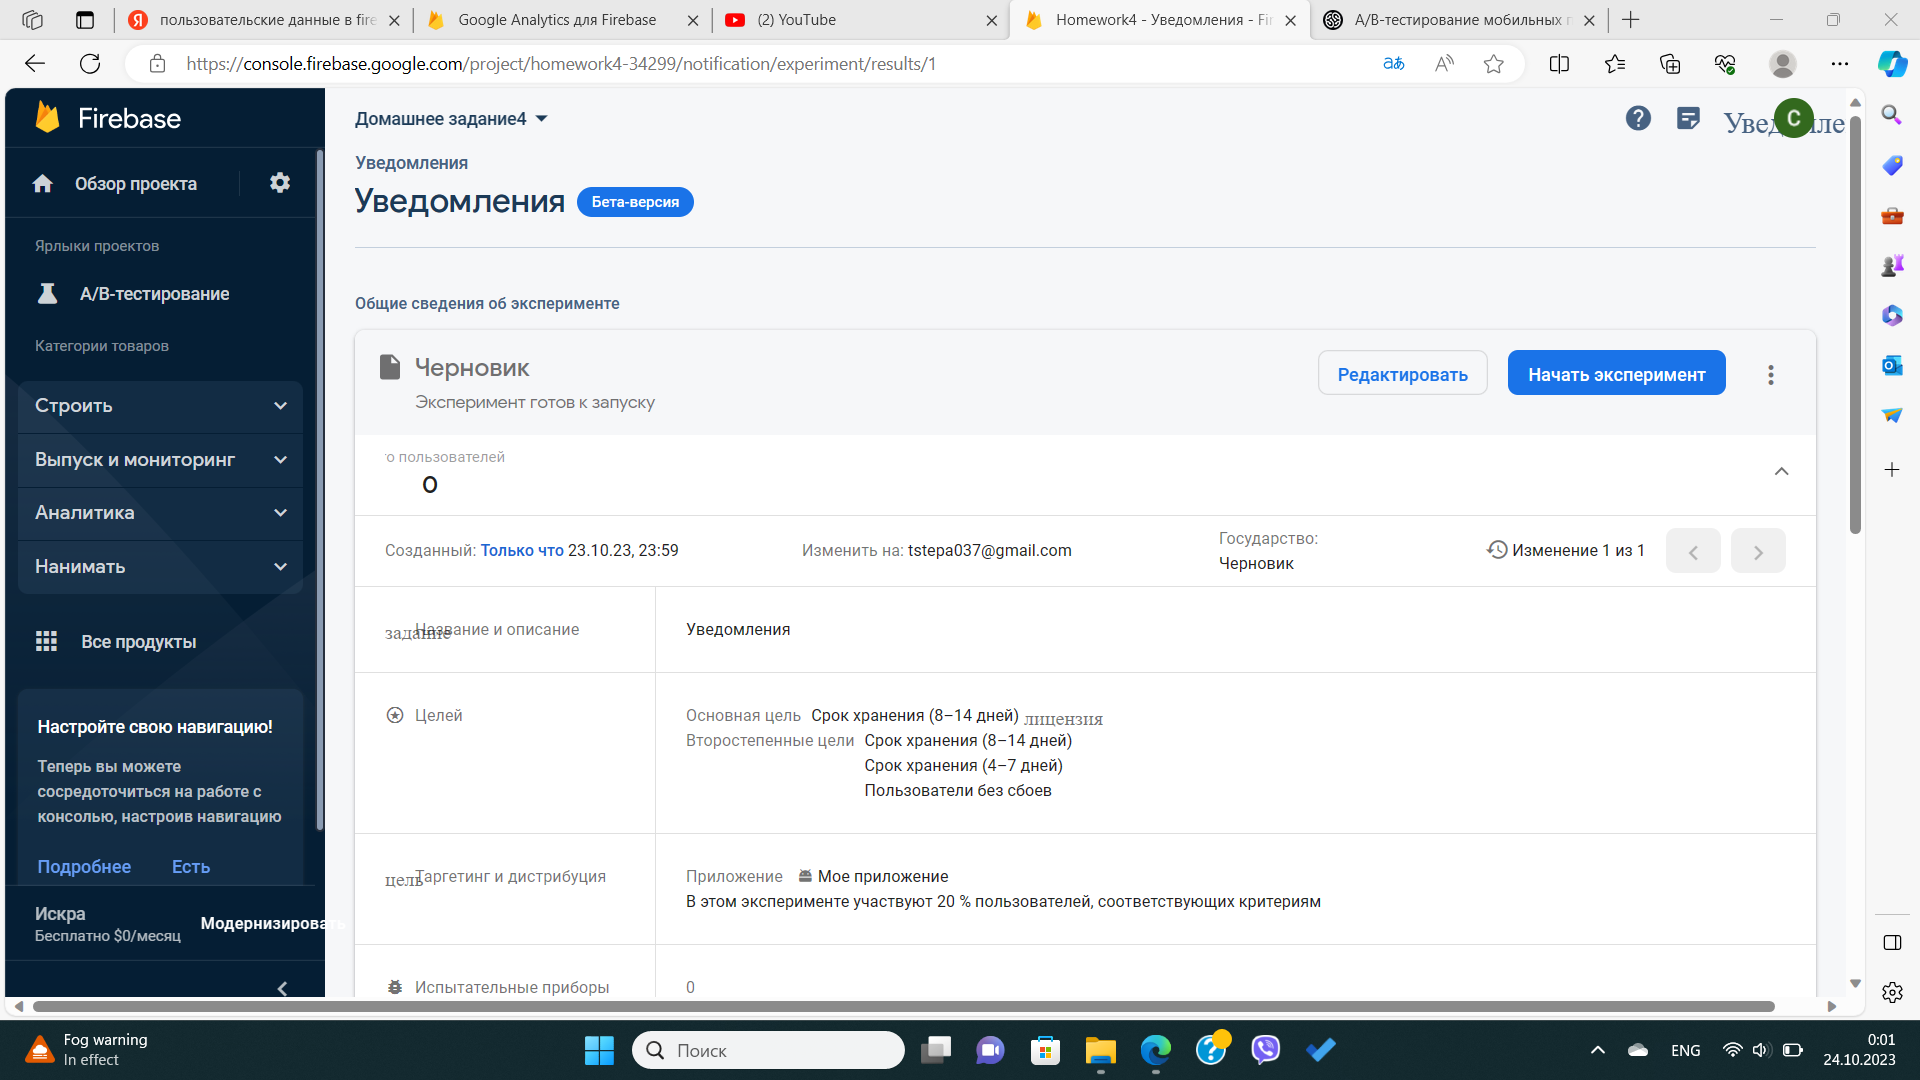 пользовательские данные в fire
Google Analytics для Firebase
(2) YouTube
Homework4 - Уведомления - Fir
A/B-тестирование мобильных п
https://console.firebase.google.com/project/homework4-34299/notification/experiment/results/1
Firebase
Домашнее задание4
Уведомления
Уведомления
Бета-версия
Обзор проекта
Ярлыки проектов
A/B-тестирование
Категории товаров
Строить
Выпуск и мониторинг
Аналитика
Нанимать
Все продукты
Настройте свою навигацию!
Теперь вы можете
сосредоточиться на работе с
консолью, настроив навигацию
Подробнее Есть
Искра
Бесплатно $0/месяц
Модернизировать
Общие сведения об эксперименте
Черновик
Эксперимент готов к запуску
Редактировать
Начать эксперимент
го пользователей
0
Созданный: Только что 23.10.23, 23:59
Изменить на: tstepa037@gmail.com
Государство:
Черновик
Изменение 1 из 1
задание
Название и описание
Уведомления
Целей
Основная цель Срок хранения (8–14 дней) лицензия
Второстепенные цели Срок хранения (8–14 дней)
Срок хранения (4–7 дней)
Пользователи без сбоев
цель
Таргетинг и дистрибуция
Приложение Мое приложение
В этом эксперименте участвуют 20 % пользователей, соответствующих критериям
Испытательные приборы
0
Fog warning
In effect
Поиск
ENG
0:01
24.10.2023